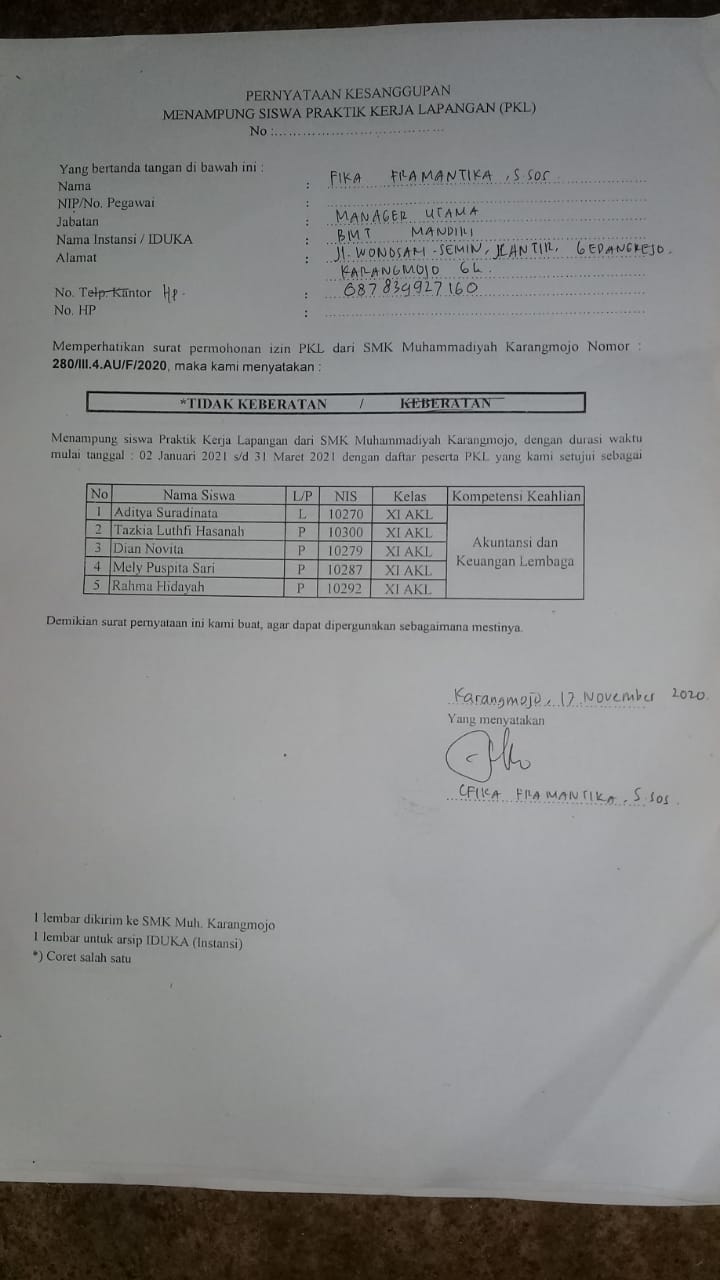 PERNYATAAN KESANGGUPAN
MENAMPUNG SISWA PRAKTIK KERJA LAPANGAN (PKL)
No :....................................
Yang bertanda tangan di bawah ini :
Nama : FIKA FRAMANTIKA, S.SOS
NIP/No. Pegawai :
Jabatan : MANAGER UTAMA
Nama Instansi / IDUKA : BMT MANDIRI
Alamat : Jl. WONOSARI-SEMIN, GEDANGREJO.
KARANGMOJO GK
No. Telp. Kantor Hp. : 087839927160
No. HP :
Memperhatikan surat permohonan izin PKL dari SMK Muhammadiyah Karangmojo Nomor :
280/III.4.AU/F/2020, maka kami menyatakan :
*TIDAK KEBERATAN / KEBERATAN
Menampung siswa Praktik Kerja Lapangan dari SMK Muhammadiyah Karangmojo, dengan durasi waktu
mulai tanggal : 02 Januari 2021 s/d 31 Maret 2021 dengan daftar peserta PKL yang kami setujui sebagai
No Nama Siswa L/P NIS Kelas Kompetensi Keahlian
1 Aditya Suradinata L 10270 XI AKL
2 Tazkia Luthfi Hasanah P 10300 XI AKL
3 Dian Novita P 10279 XI AKL
4 Mely Puspita Sari P 10287 XI AKL
5 Rahma Hidayah P 10292 XI AKL
Akuntansi dan
Keuangan Lembaga
Demikian surat pernyataan ini kami buat, agar dapat dipergunakan sebagaimana mestinya.
Karangmojo, 17 November 2020.
Yang menyatakan
(FIKA FRAMANTIKA, S.SOS.
1 lembar dikirim ke SMK Muh. Karangmojo
1 lembar untuk arsip IDUKA (Instansi)
*) Coret salah satu